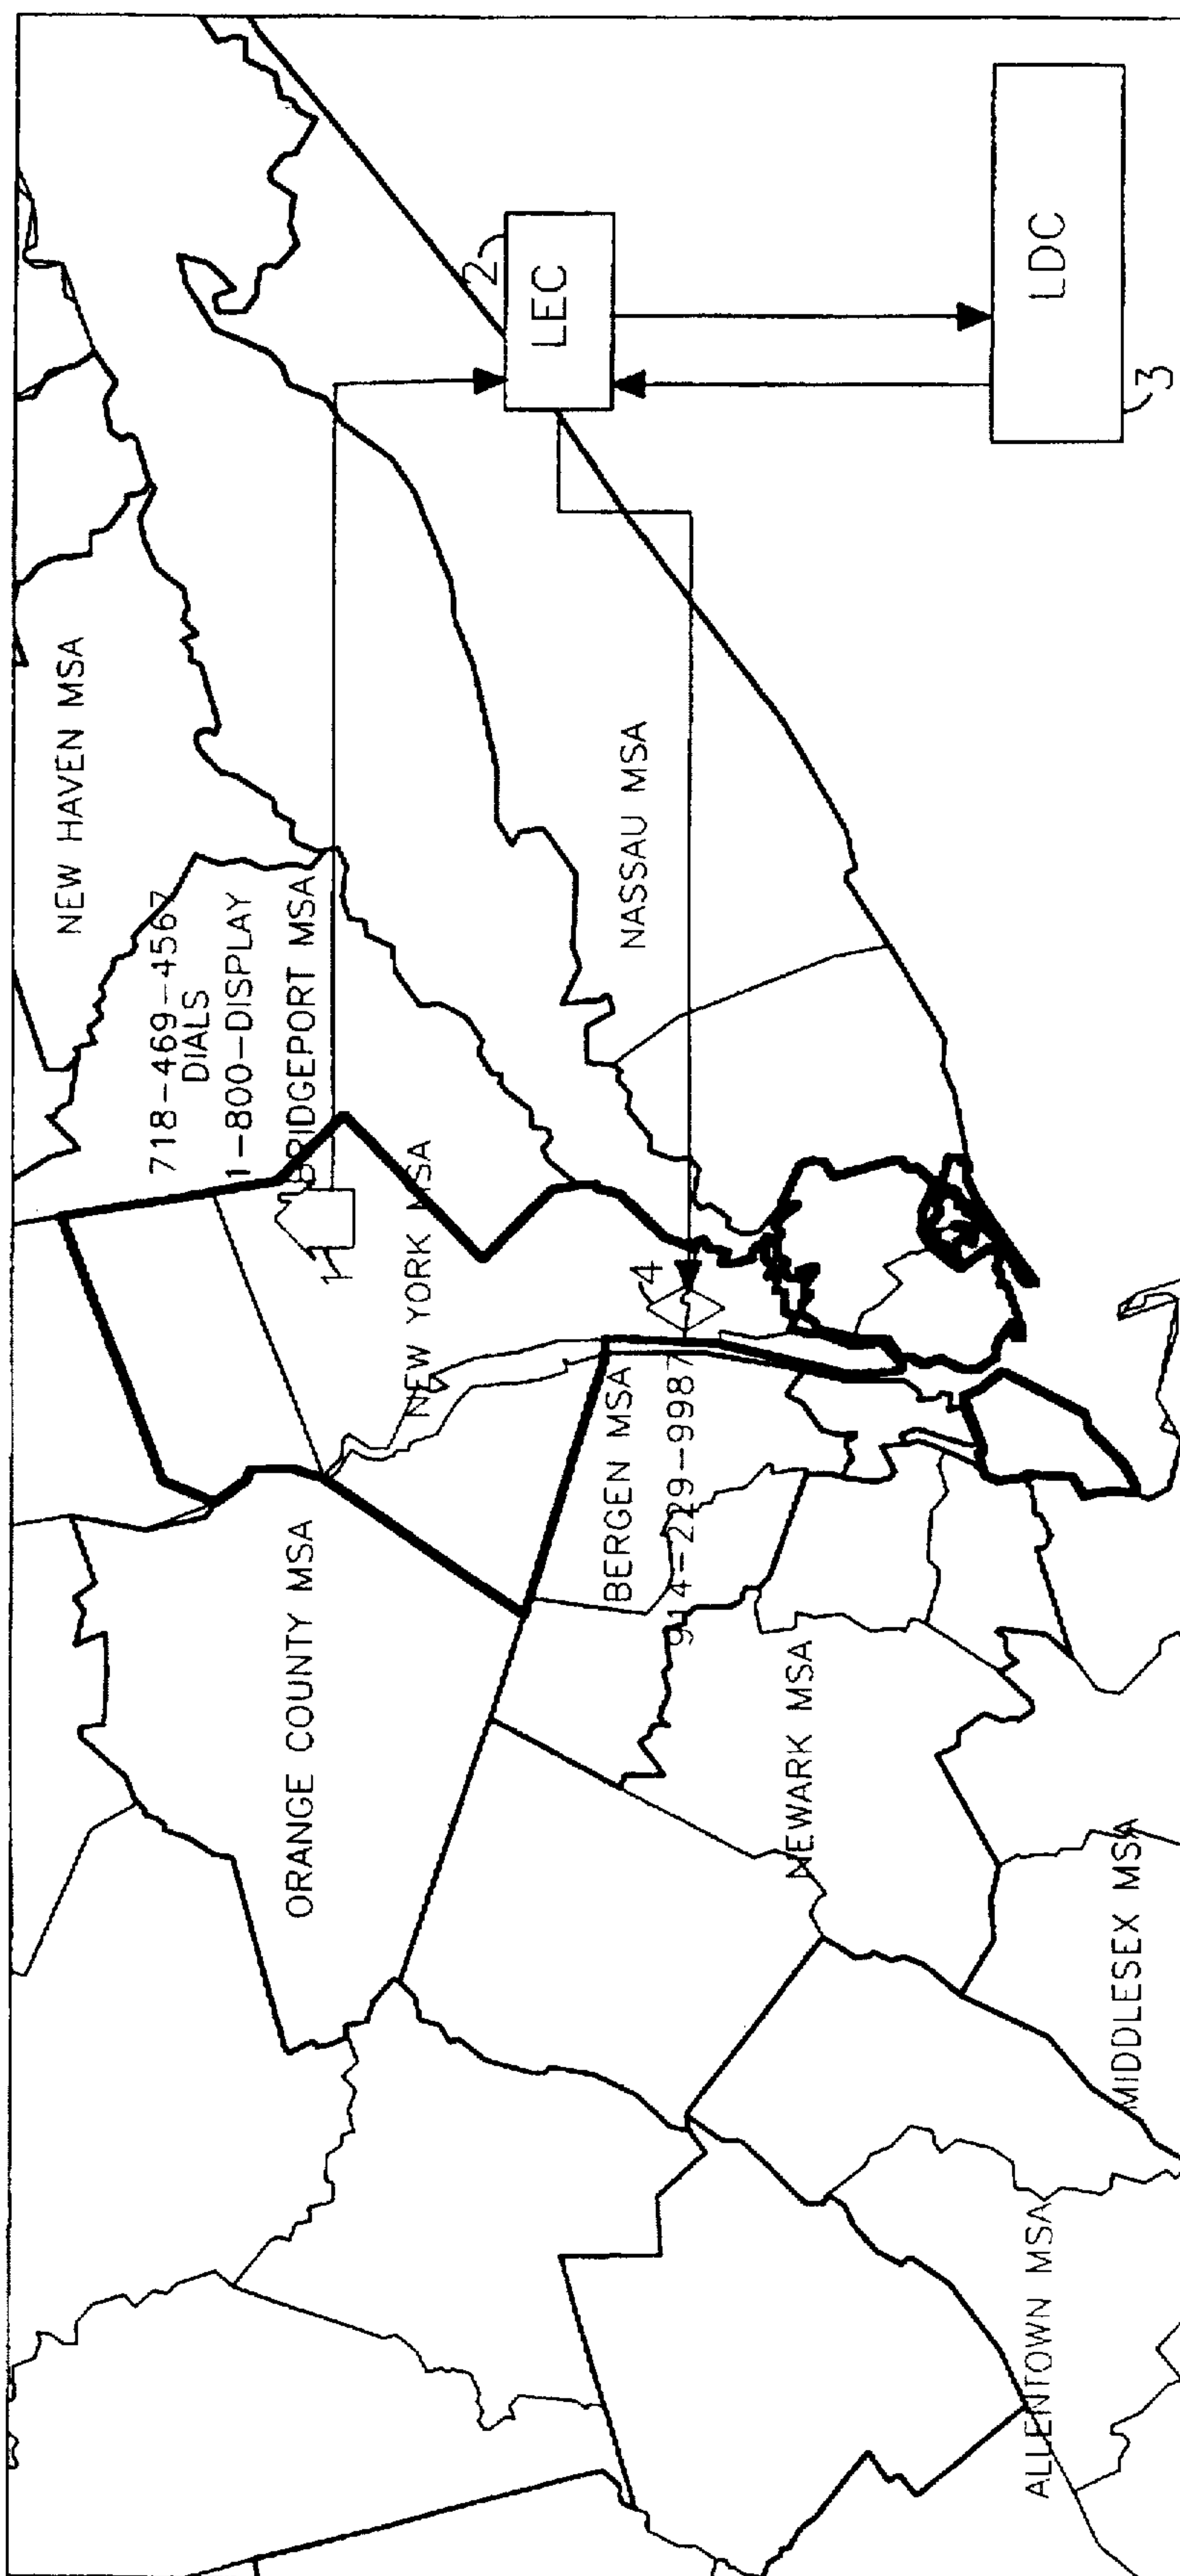 NEW HAVEN MSA
718-469-4567
DIALS
1-800-DISPLAY
BRIDGEPORT MSA
1
NEW YORK MSA
ORANGE COUNTY MSA
2
LEC
NASSAU MSA
4
BERGEN MSA
914-229-9987
NEWARK MSA
LDC
3
MIDDLESEX MSA
ALLENTOWN MSA